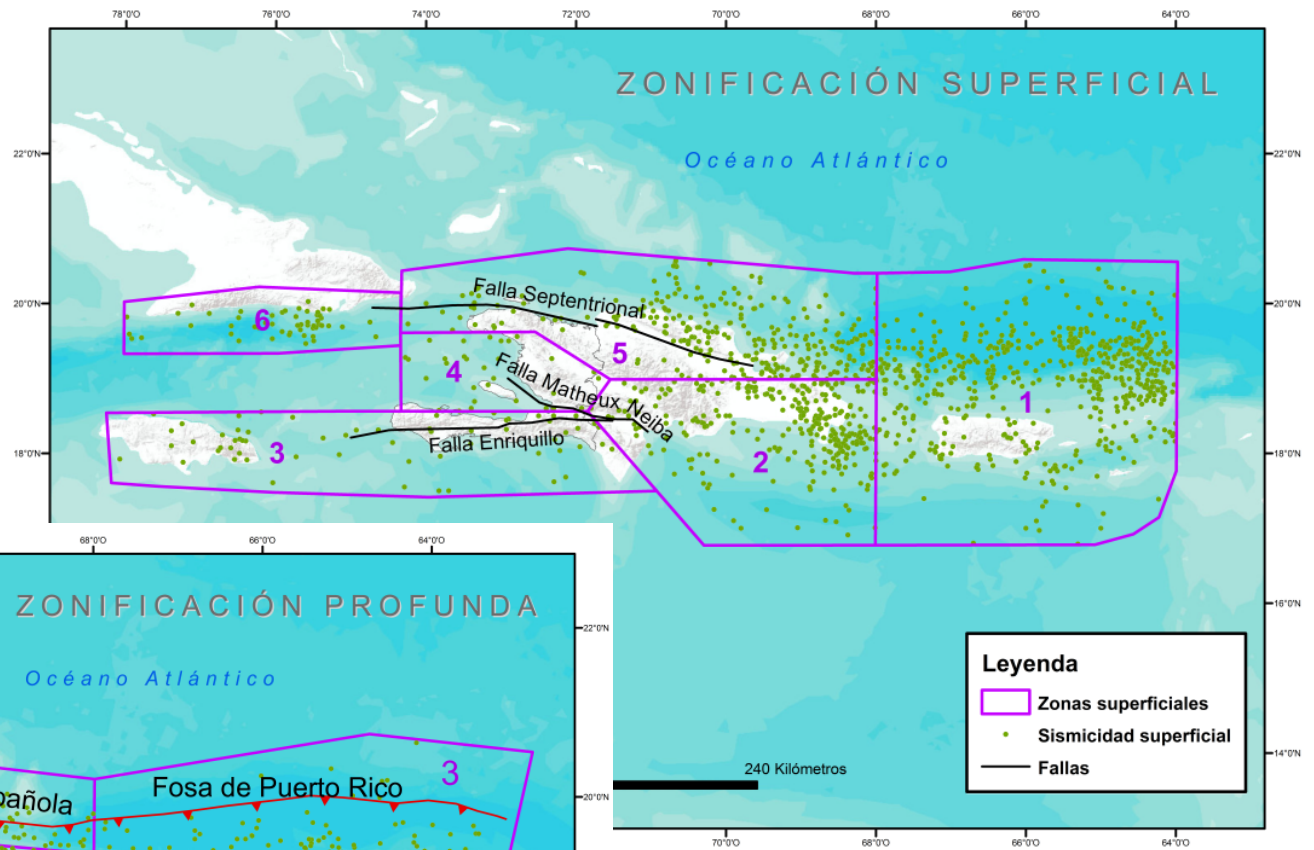 78°0'O 76°0'O 74°0'O 72°0'O 70°0'O 68°0'O 66°0'O 64°0'O
ZONIFICACIÓN SUPERFICIAL
22°0'N Océano Atlántico 22°0'N
20°0'N Falla Septentrional 20°0'N
6
5
4
Falla Matheux Neiba
1
3 Falla Enriquillo
18°0'N 2 18°0'N
16°0'N
Leyenda
Zonas superficiales
Sismicidad superficial
Fallas
14°0'N
240 Kilómetros
70°0'O 68°0'O 66°0'O 64°0'O
68°0'O 66°0'O 64°0'O
ZONIFICACIÓN PROFUNDA
22°0'N
Océano Atlántico
3
Fosa de Puerto Rico
pañola
20°0'N